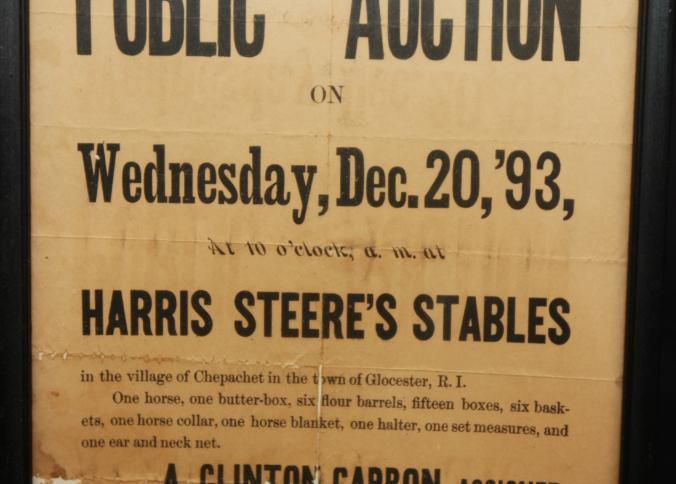 PUBLIC AUCTION
ON
Wednesday, Dec. 20, '93,
At 10 o'clock, a. m. at
HARRIS STEERE'S STABLES
in the village of Chepachet in the town of Glocester, R. I.
One horse, one butter-box, six flour barrels, fifteen boxes, six bask-
ets, one horse collar, one horse blanket, one halter, one set measures, and
one ear and neck net.
A. CLINTON CARRON, ASSIGNEE